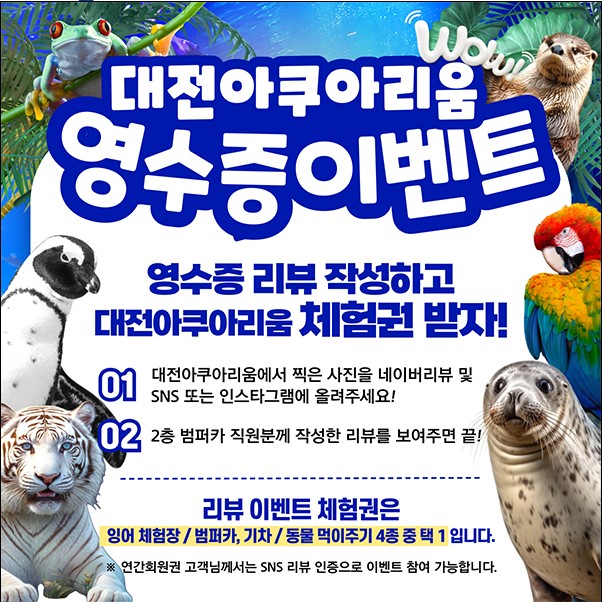 Wow!
대전아쿠아리움
영수증이벤트
영수증 리뷰 작성하고
대전아쿠아리움 체험권 받자!
01 대전아쿠아리움에서 찍은 사진을 네이버리뷰 및
SNS 또는 인스타그램에 올려주세요!
02 2층 범퍼카 직원분께 작성한 리뷰를 보여주면 끝!
리뷰 이벤트 체험권은
잉어 체험장 / 범퍼카, 기차 / 동물 먹이주기 4종 중 택 1 입니다.
※ 연간회원권 고객님께서는 SNS 리뷰 인증으로 이벤트 참여 가능합니다.